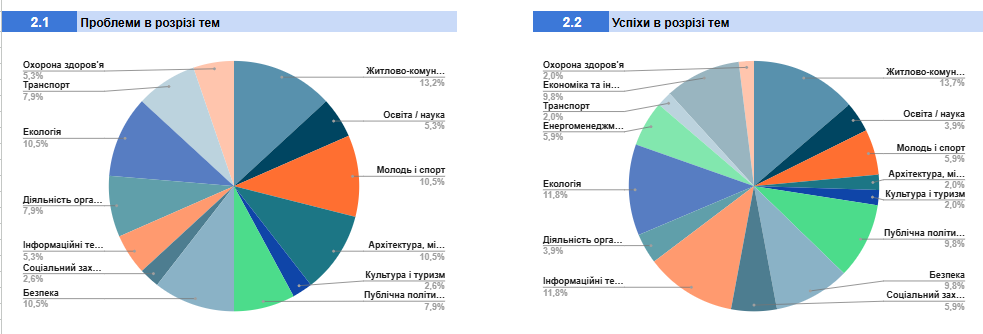 2.1 Проблеми в розрізі тем
Охорона здоров'я
5,3%
Транспорт
7,9%
Екологія
10,5%
Діяльність орга…
7,9%
Інформаційні те…
5,3%
Соціальний зах…
2,6%
Безпека
10,5%
Житлово-комун…
13,2%
Освіта / наука
5,3%
Молодь і спорт
10,5%
Архітектура, мі…
10,5%
Культура і туризм
2,6%
Публічна політи…
7,9%
2.2 Успіхи в розрізі тем
Охорона здоров'я
2,0%
Економіка та ін…
9,8%
Транспорт
2,0%
Енергоменеджм…
5,9%
Екологія
11,8%
Діяльність орга…
3,9%
Інформаційні те…
11,8%
Житлово-комун…
13,7%
Освіта / наука
3,9%
Молодь і спорт
5,9%
Архітектура, мі…
2,0%
Культура і туризм
2,0%
Публічна політи…
9,8%
Безпека
9,8%
Соціальний зах…
5,9%